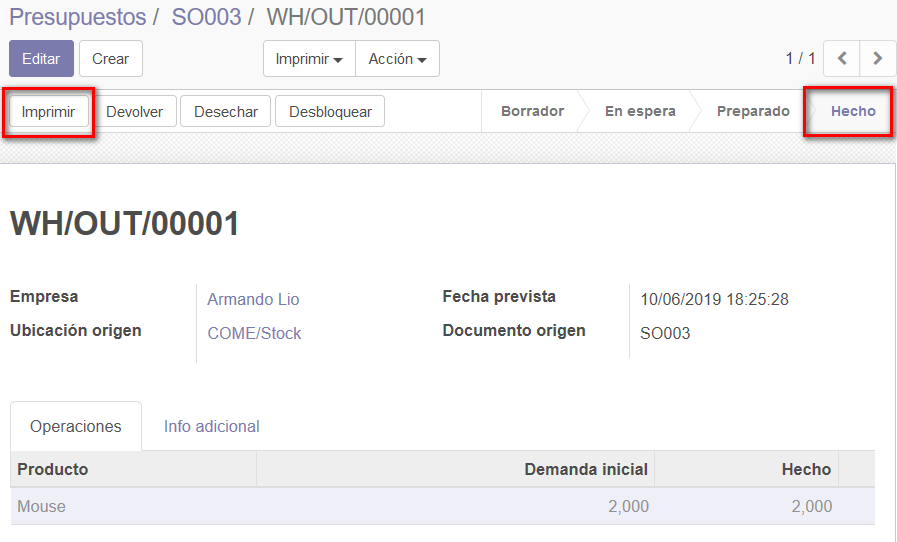 Presupuestos / SO003 / WH/OUT/00001
Editar Crear Imprimir Acción 1 / 1
Imprimir Devolver Desechar Desbloquear Borrador En espera Preparado Hecho
WH/OUT/00001
Empresa Armando Lio Fecha prevista 10/06/2019 18:25:28
Ubicación origen COME/Stock Documento origen SO003
Operaciones Info adicional
Producto Demanda inicial Hecho
Mouse 2,000 2,000